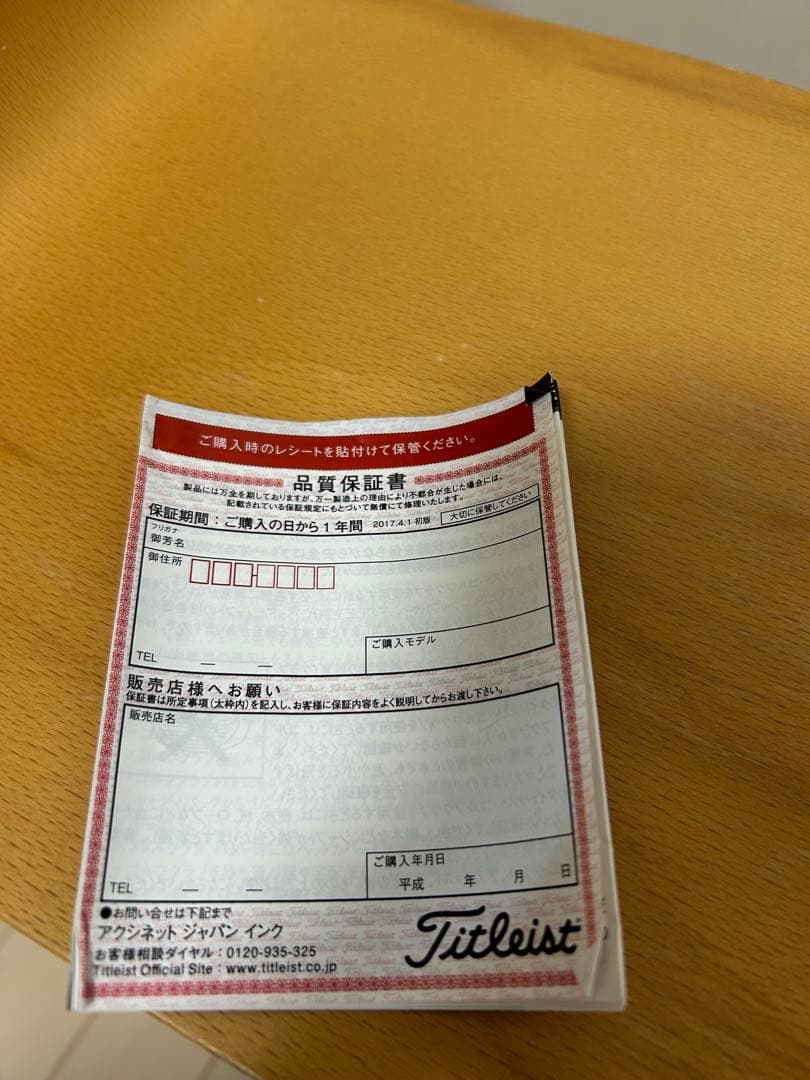 ご購入時のレシートを貼付けて保管ください。
品質保証書
製品には万全を期しておりますが、万一製造上の理由により不都合が生じた場合には、
記載されている保証規定にもとづいて無償にて修理いたします。
保証期間：ご購入の日から1年間 2017.4.1 初版 大切に保管してください
フリガナ
御芳名
御住所
TEL — —
ご購入モデル
販売店様へお願い
保証書は所定事項(太枠内)を記入し、お客様に保証内容をよく説明してからお渡し下さい。
販売店名
ご購入年月日
TEL — —
平成 年 月 日
●お問い合せは下記まで
アクシネット ジャパン インク
お客様相談ダイヤル：0120-935-325
Titleist Official Site：www.titleist.co.jp
Titleist